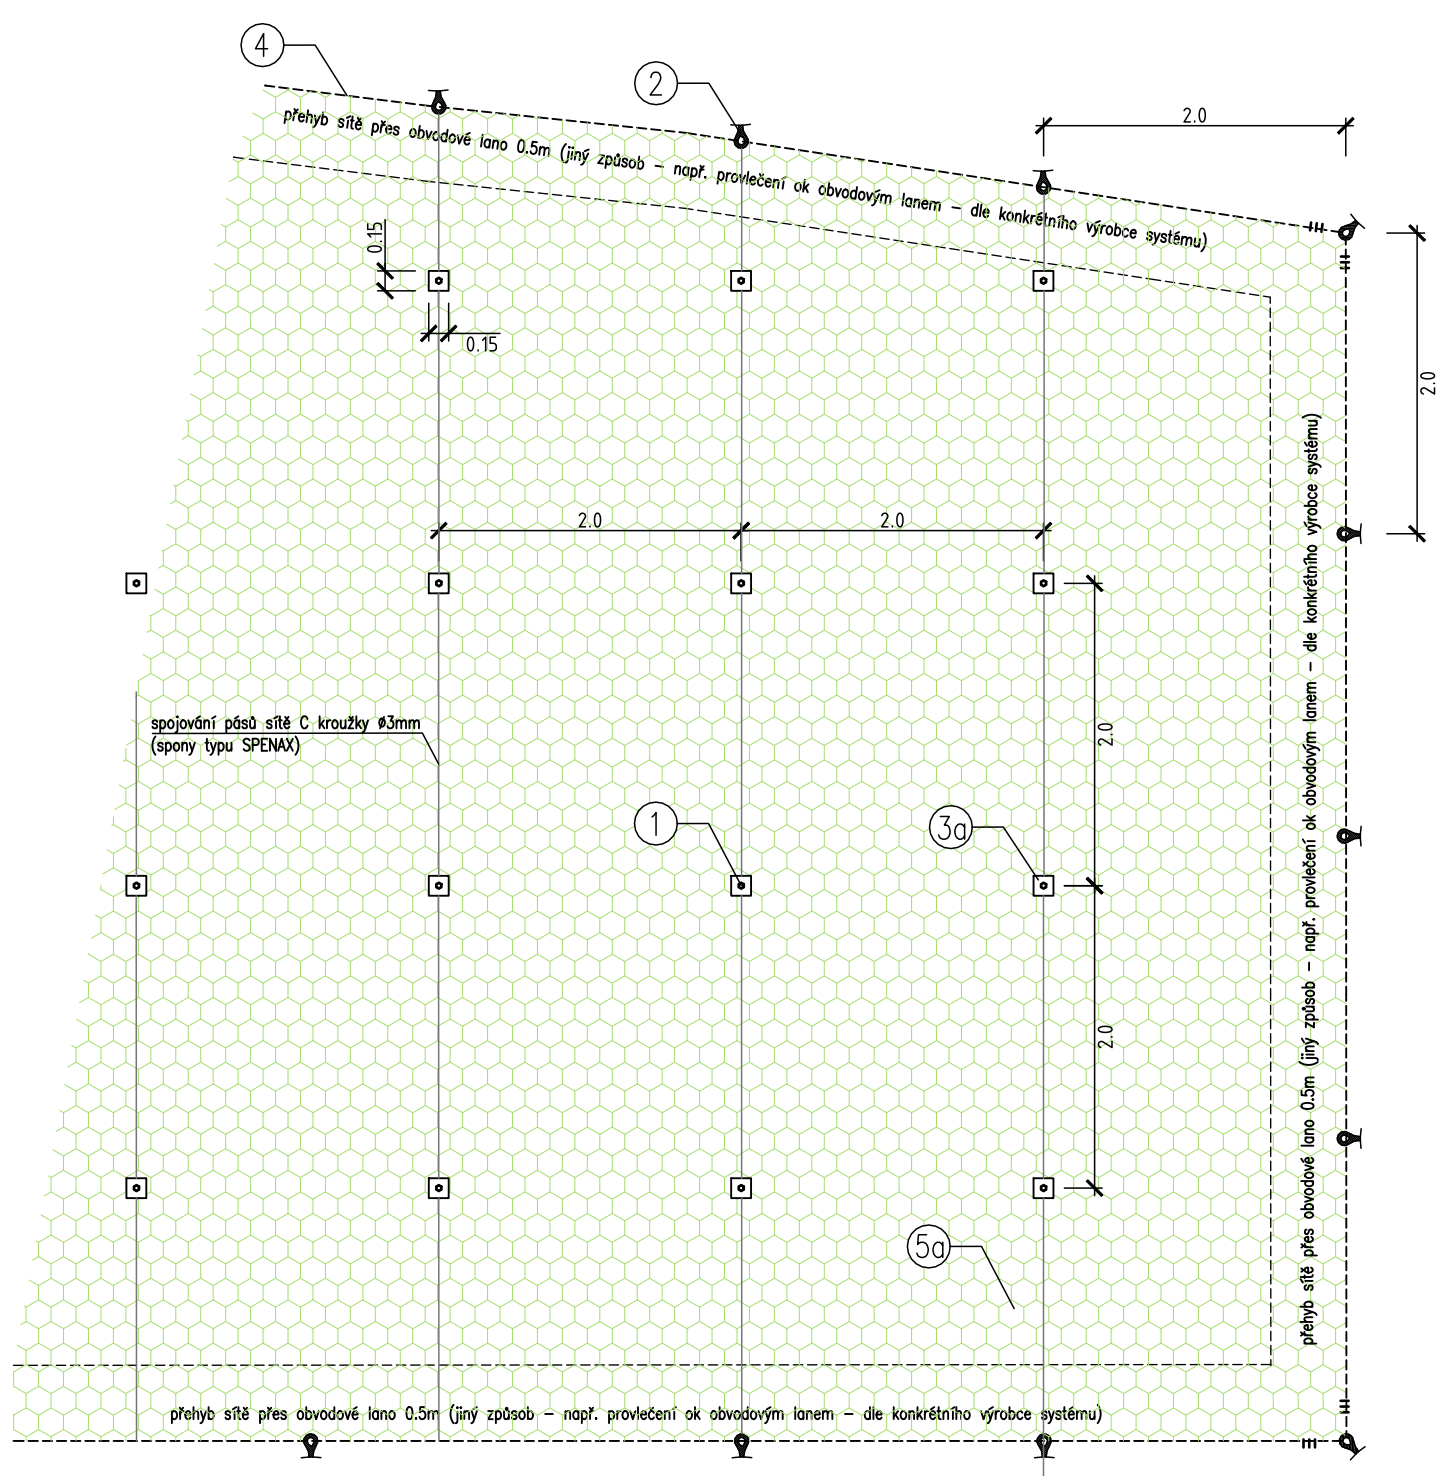 4
2
2.0
přehyb sítě přes obvodové lano 0.5m (jiný způsob – např. provlečení ok obvodovým lanem – dle konkrétního výrobce systému)
0.15
0.15
2.0
2.0
2.0
přehyb sítě přes obvodové lano 0.5m (jiný způsob – např. provlečení ok obvodovým lanem – dle konkrétního výrobce systému)
spojování pásů sítě C kroužky ø3mm
(spony typu SPENAX)
2.0
1
3a
2.0
5a
přehyb sítě přes obvodové lano 0.5m (jiný způsob – např. provlečení ok obvodovým lanem – dle konkrétního výrobce systému)